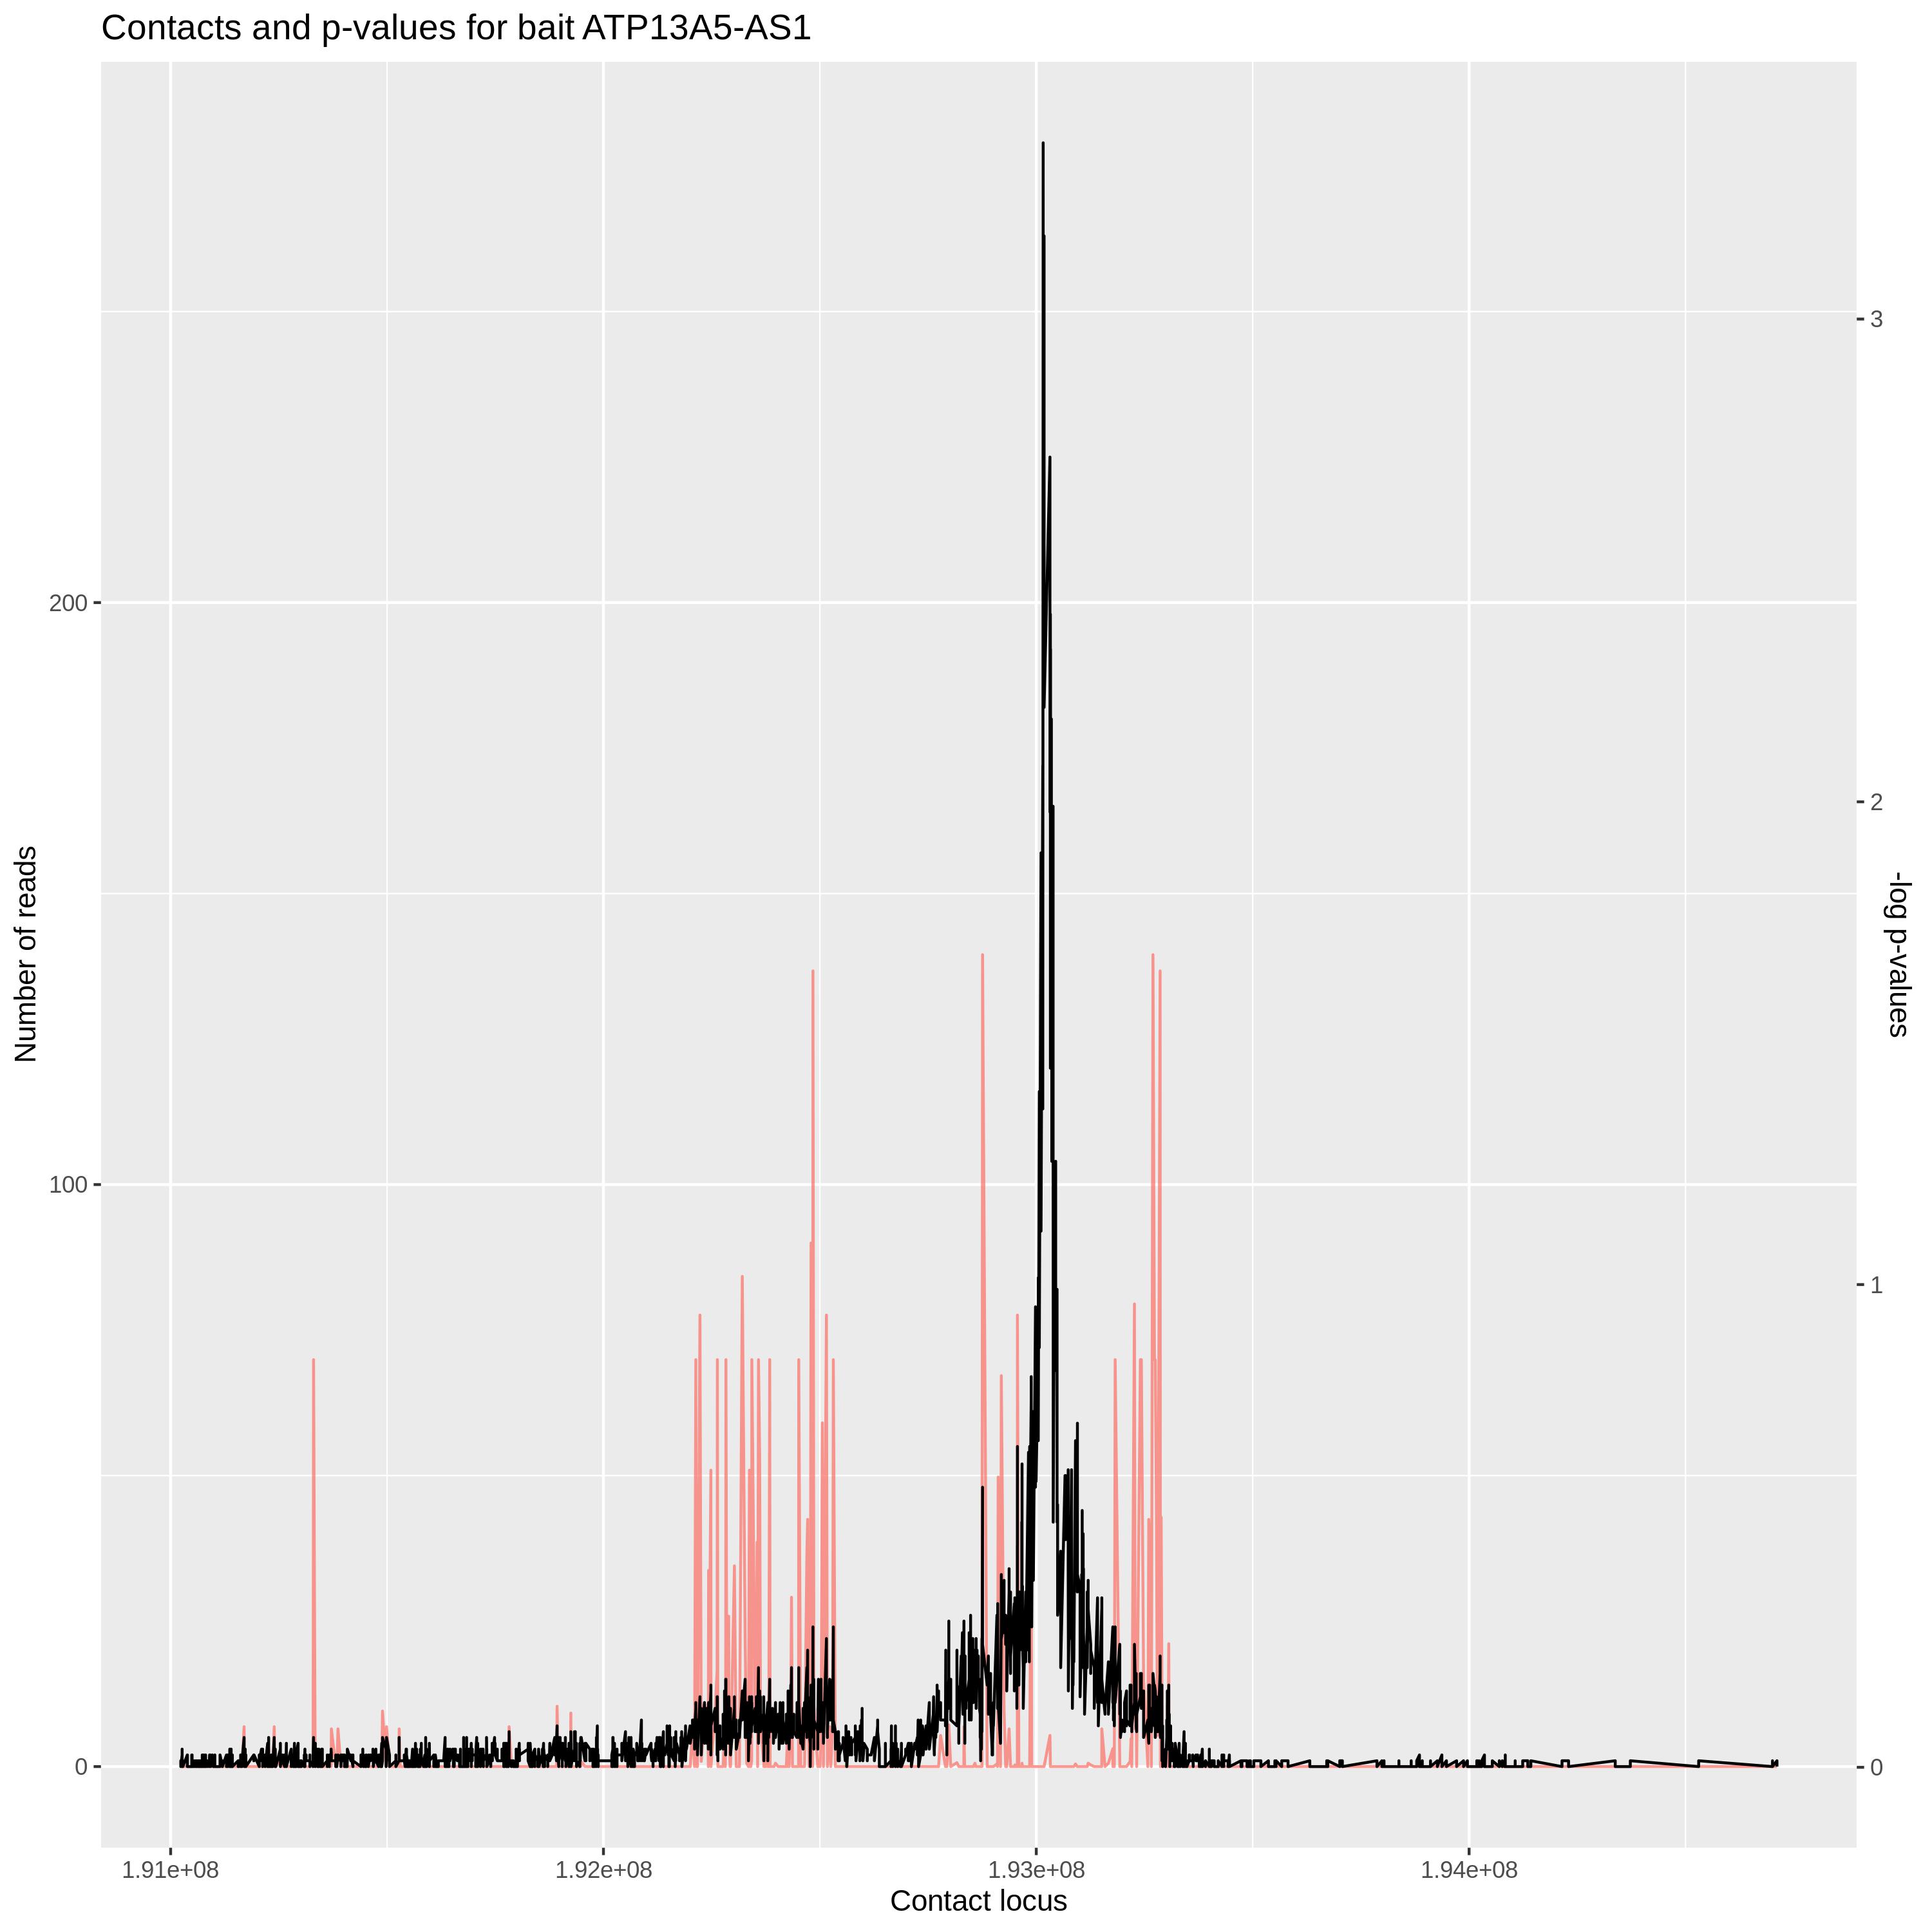 Contacts and p-values for bait ATP13A5-AS1
Number of reads
200
100
0
3
2
1
0
-log p-values
1.91e+08 1.92e+08 1.93e+08 1.94e+08
Contact locus